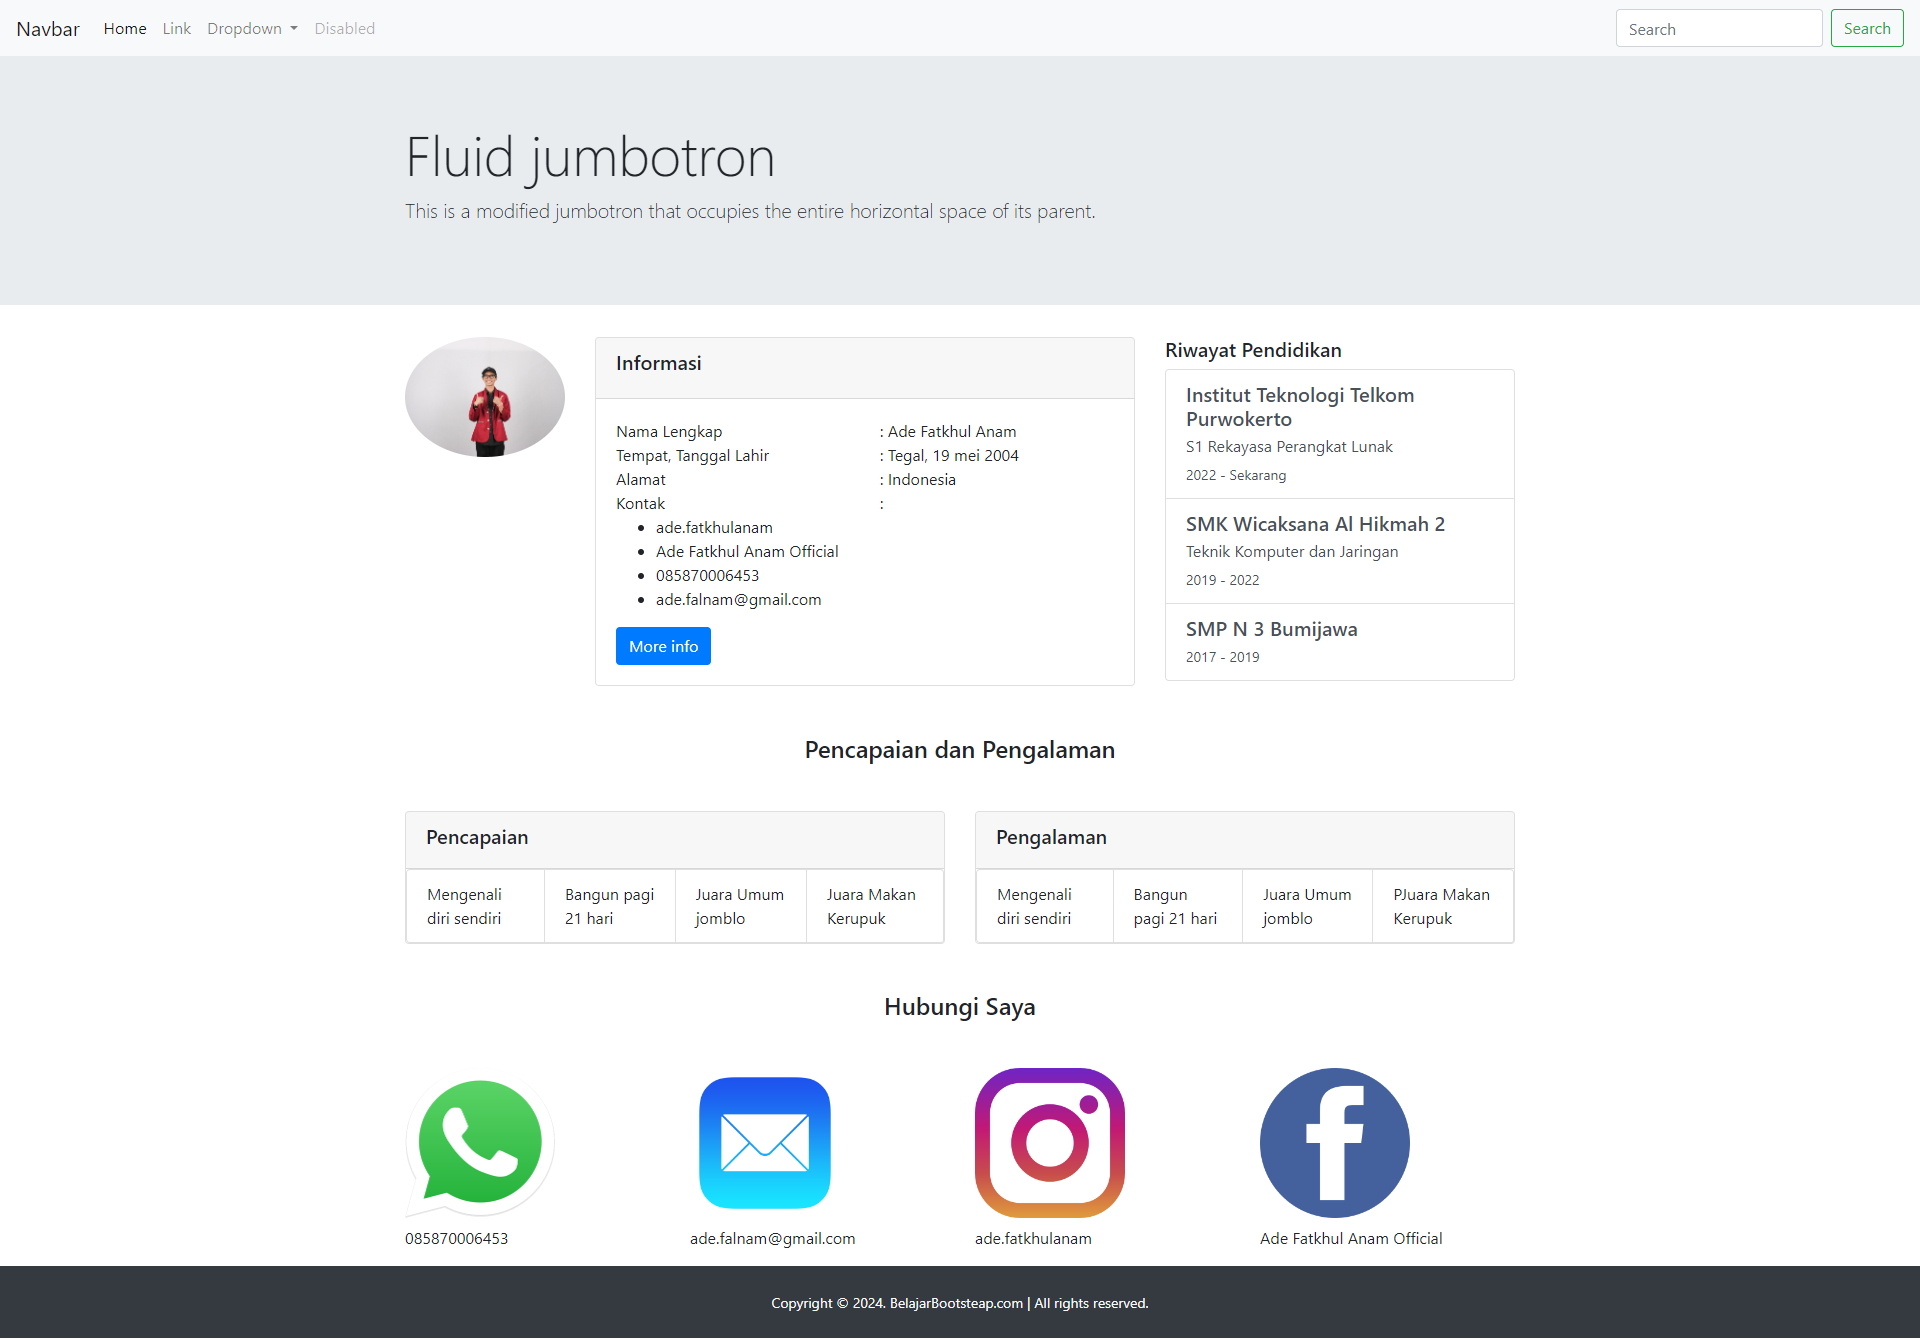 Navbar Home Link Dropdown Disabled Search Search
Fluid jumbotron
This is a modified jumbotron that occupies the entire horizontal space of its parent.
Informasi
Nama Lengkap : Ade Fatkhul Anam
Tempat, Tanggal Lahir : Tegal, 19 mei 2004
Alamat : Indonesia
Kontak :
ade.fatkhulanam
Ade Fatkhul Anam Official
085870006453
ade.falnam@gmail.com
More info
Riwayat Pendidikan
Institut Teknologi Telkom
Purwokerto
S1 Rekayasa Perangkat Lunak
2022 - Sekarang
SMK Wicaksana Al Hikmah 2
Teknik Komputer dan Jaringan
2019 - 2022
SMP N 3 Bumijawa
2017 - 2019
Pencapaian dan Pengalaman
Pencapaian
Mengenali
diri sendiri
Bangun pagi
21 hari
Juara Umum
jomblo
Juara Makan
Kerupuk
Pengalaman
Mengenali
diri sendiri
Bangun
pagi 21 hari
Juara Umum
jomblo
PJuara Makan
Kerupuk
Hubungi Saya
085870006453
ade.falnam@gmail.com
ade.fatkhulanam
Ade Fatkhul Anam Official
Copyright © 2024. BelajarBootsteap.com | All rights reserved.